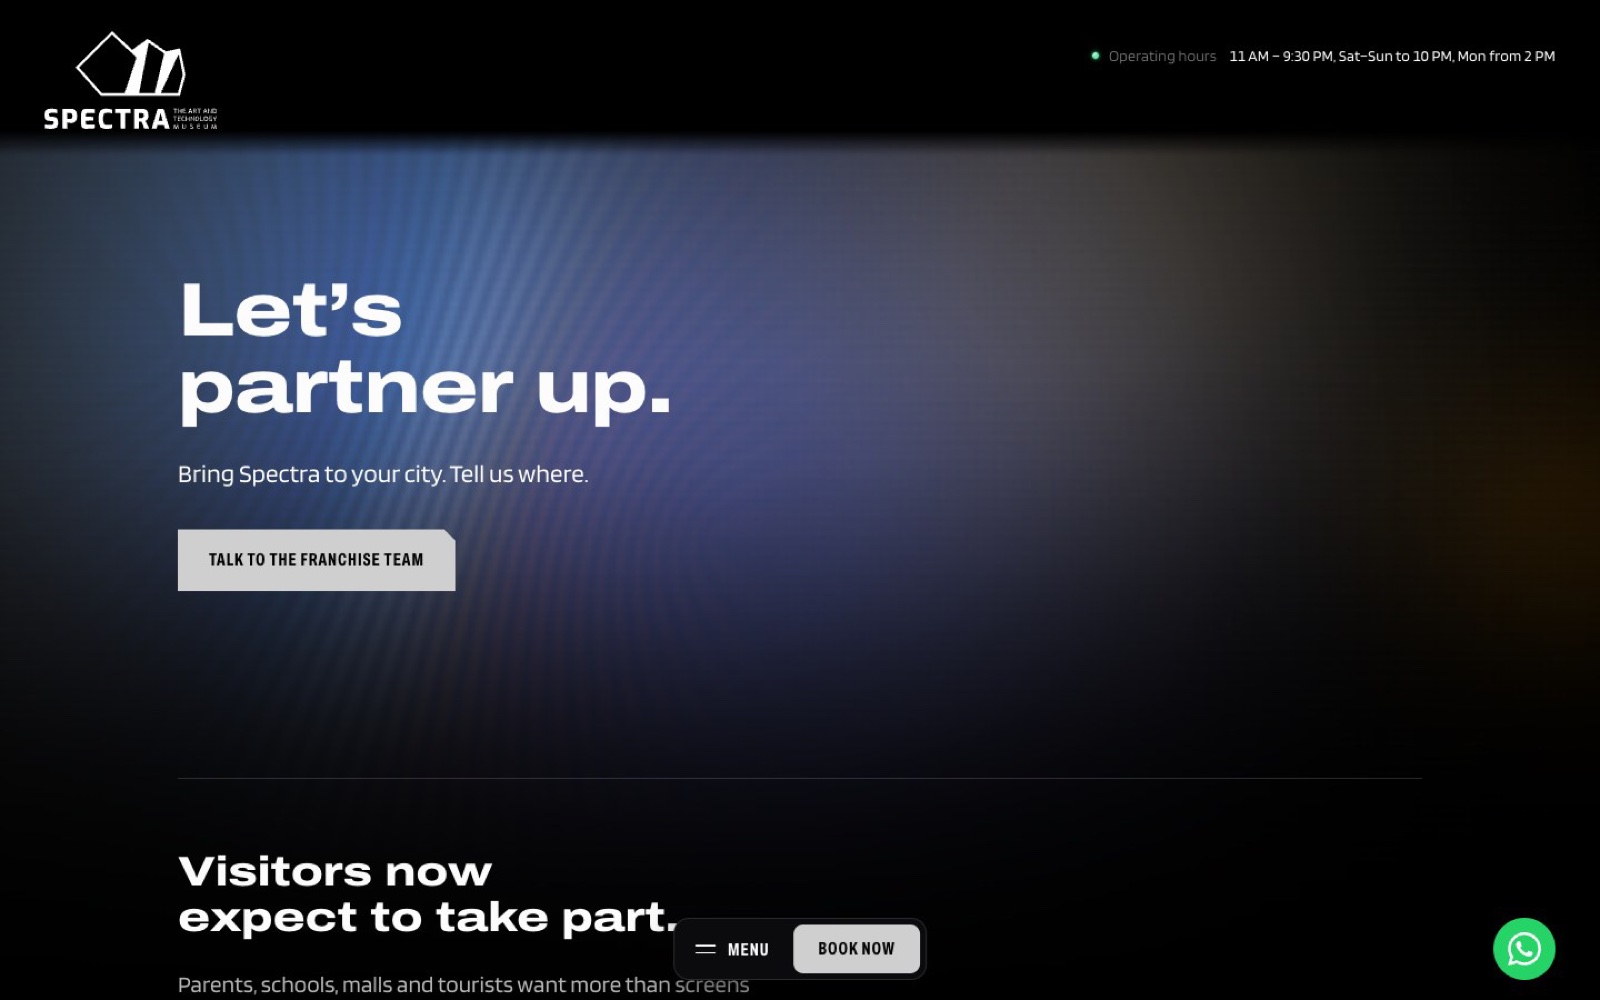 SPECTRA
THE ART AND
TECHNOLOGY
MUSEUM
Operating hours 11 AM – 9:30 PM, Sat–Sun to 10 PM, Mon from 2 PM
Let’s
partner up.
Bring Spectra to your city. Tell us where.
TALK TO THE FRANCHISE TEAM
Visitors now
expect to take part.
MENU
BOOK NOW
Parents, schools, malls and tourists want more than screens